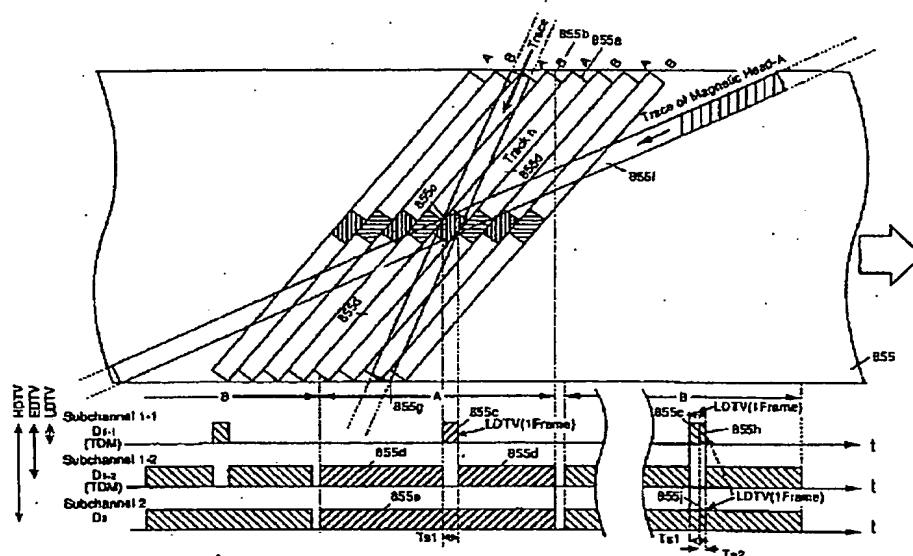 A
B
Trace
855b
855a
A
B
A
B
A
B
Trace of Magnetic Head-A
Track n
855d
855c
855f
855d
855
855g
HDTV
EDTV
LDTV
B
A
B
Subchannel 1-1
D1-1
(TDM)
855c
LDTV(1Frame)
855c
LDTV(1Frame)
855h
t
Subchannel 1-2
D1-2
(TDM)
855d
855d
LDTV(1Frame)
t
Subchannel 2
D2
855e
855j
t
Ts1
Ts1
Ts2